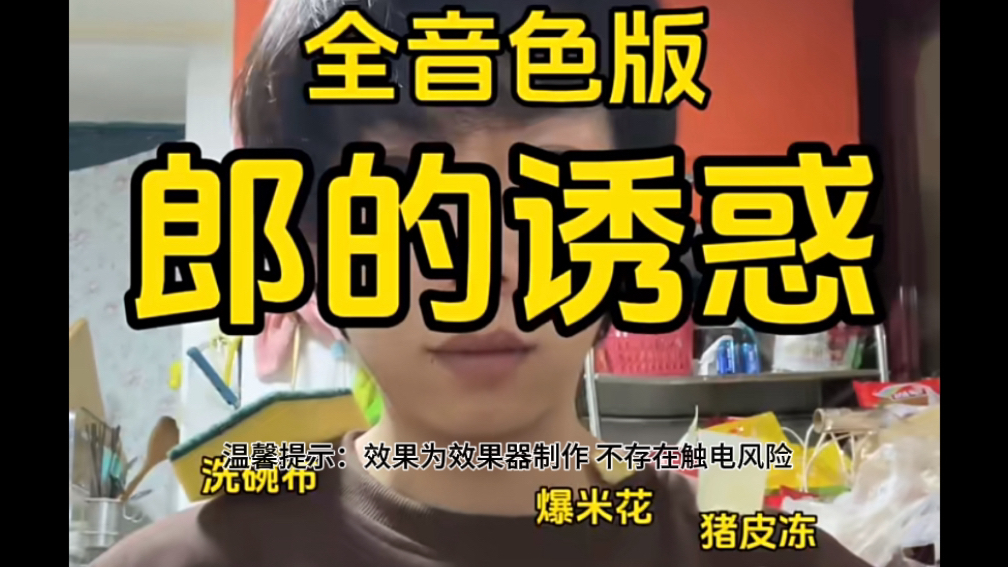 全音色版
郎的诱惑
温馨提示：效果为效果器制作 不存在触电风险
洗碗布
爆米花
猪皮冻